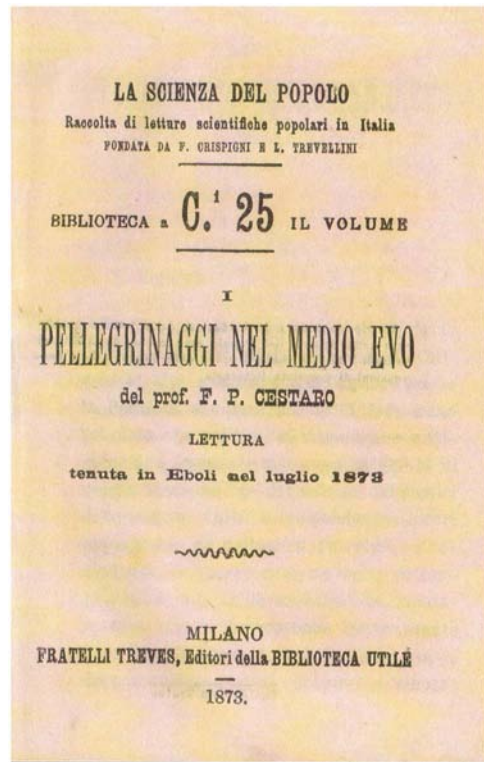 LA SCIENZA DEL POPOLO
Raccolta di letture scientifiche popolari in Italia
FONDATA DA F. GRISPIGNI E L. TREVELLINI
BIBLIOTECA a C.i 25 IL VOLUME
I
PELLEGRINAGGI NEL MEDIO EVO
del prof. F. P. CESTARO
LETTURA
tenuta in Eboli nel luglio 1873
MILANO
FRATELLI TREVES, Editori della BIBLIOTECA UTILE
1873.